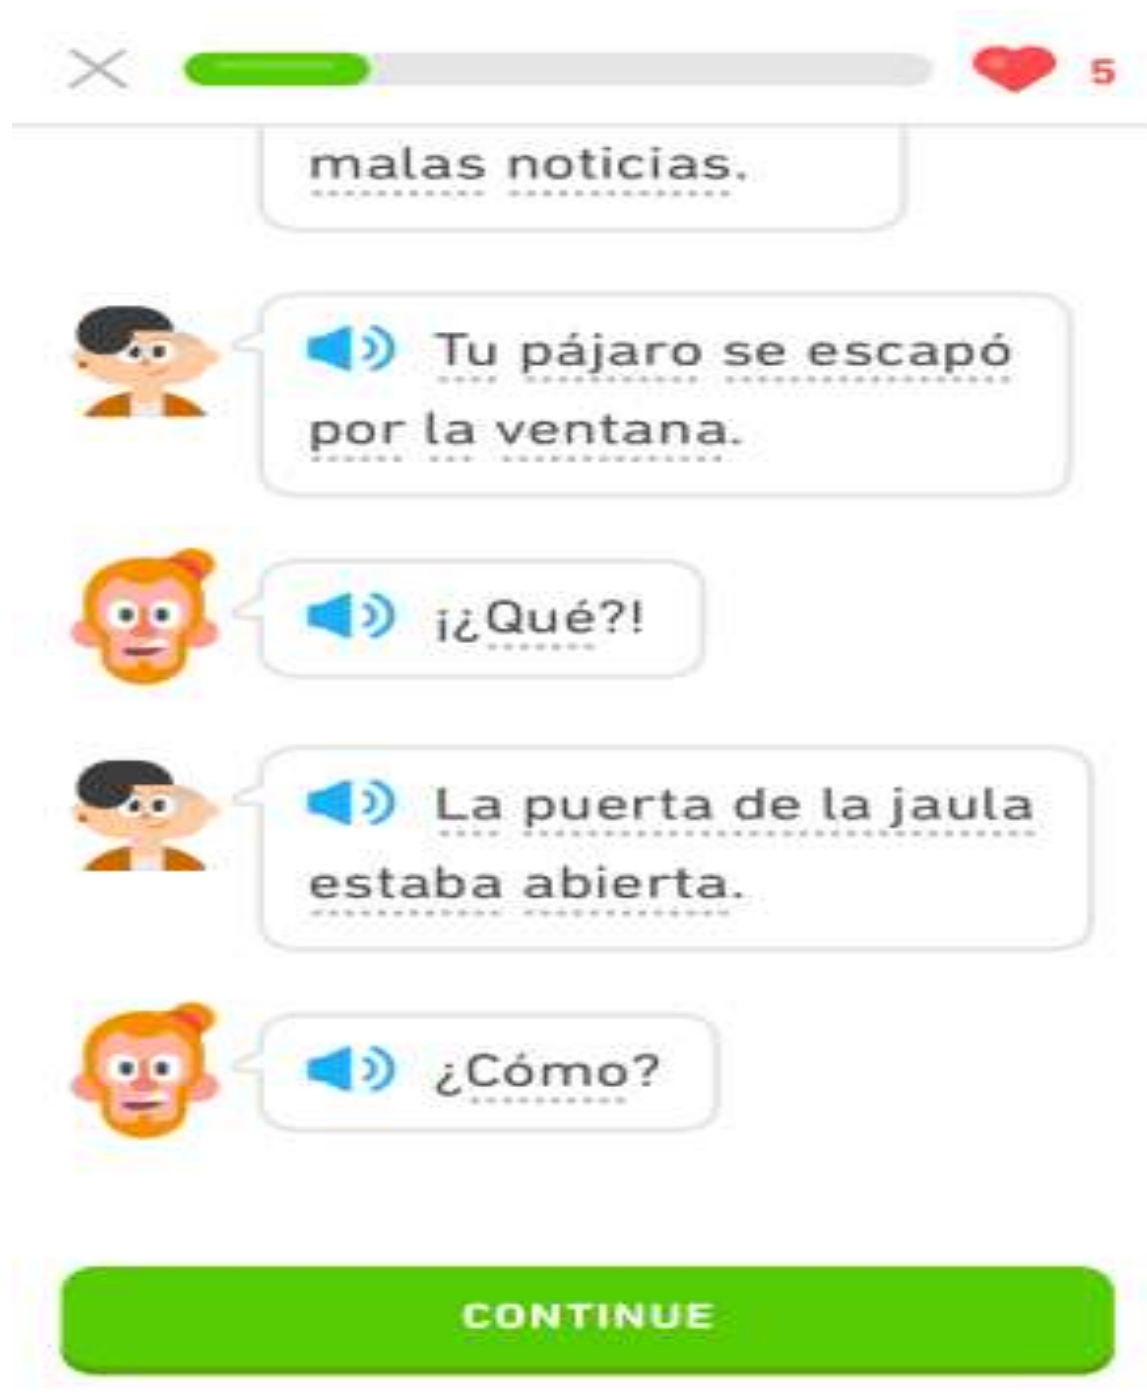 5
malas noticias.
Tu pájaro se escapó
por la ventana.
¡¿Qué?!
La puerta de la jaula
estaba abierta.
¿Cómo?
CONTINUE